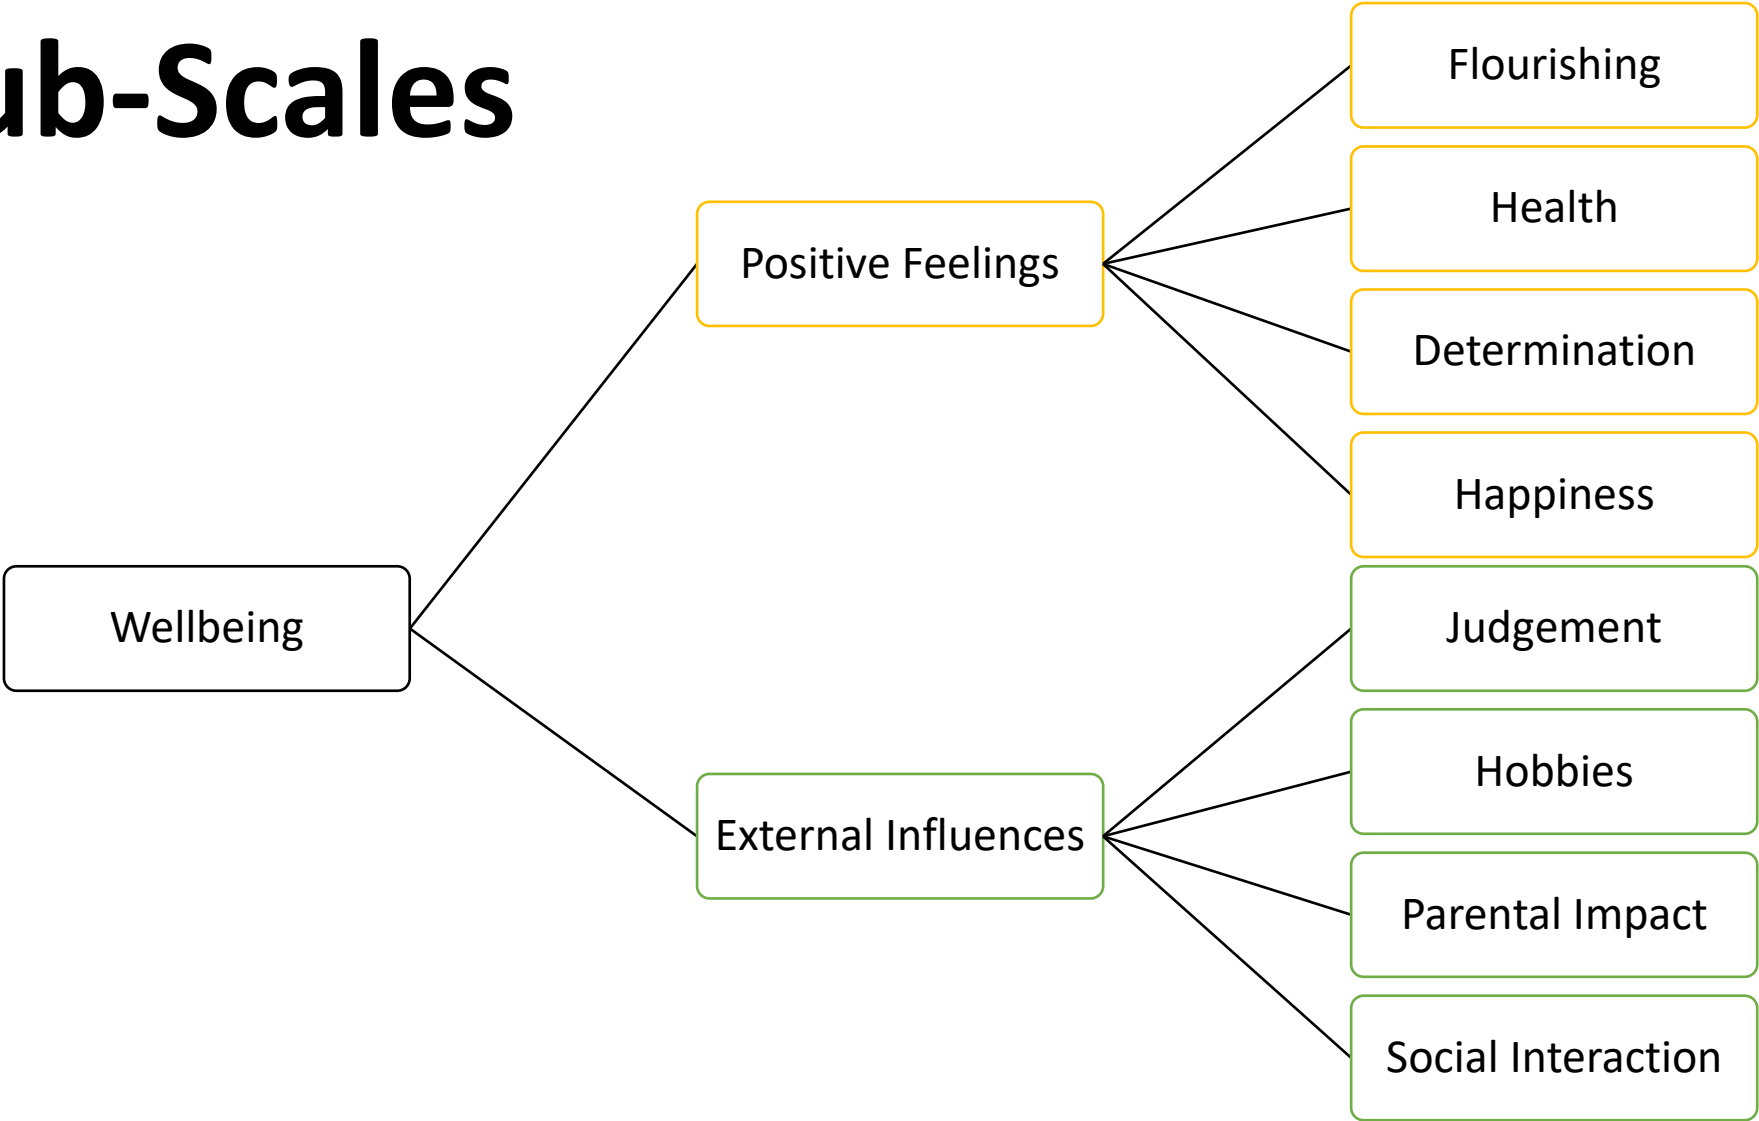 ub-Scales
Wellbeing
Positive Feelings
External Influences
Flourishing
Health
Determination
Happiness
Judgement
Hobbies
Parental Impact
Social Interaction